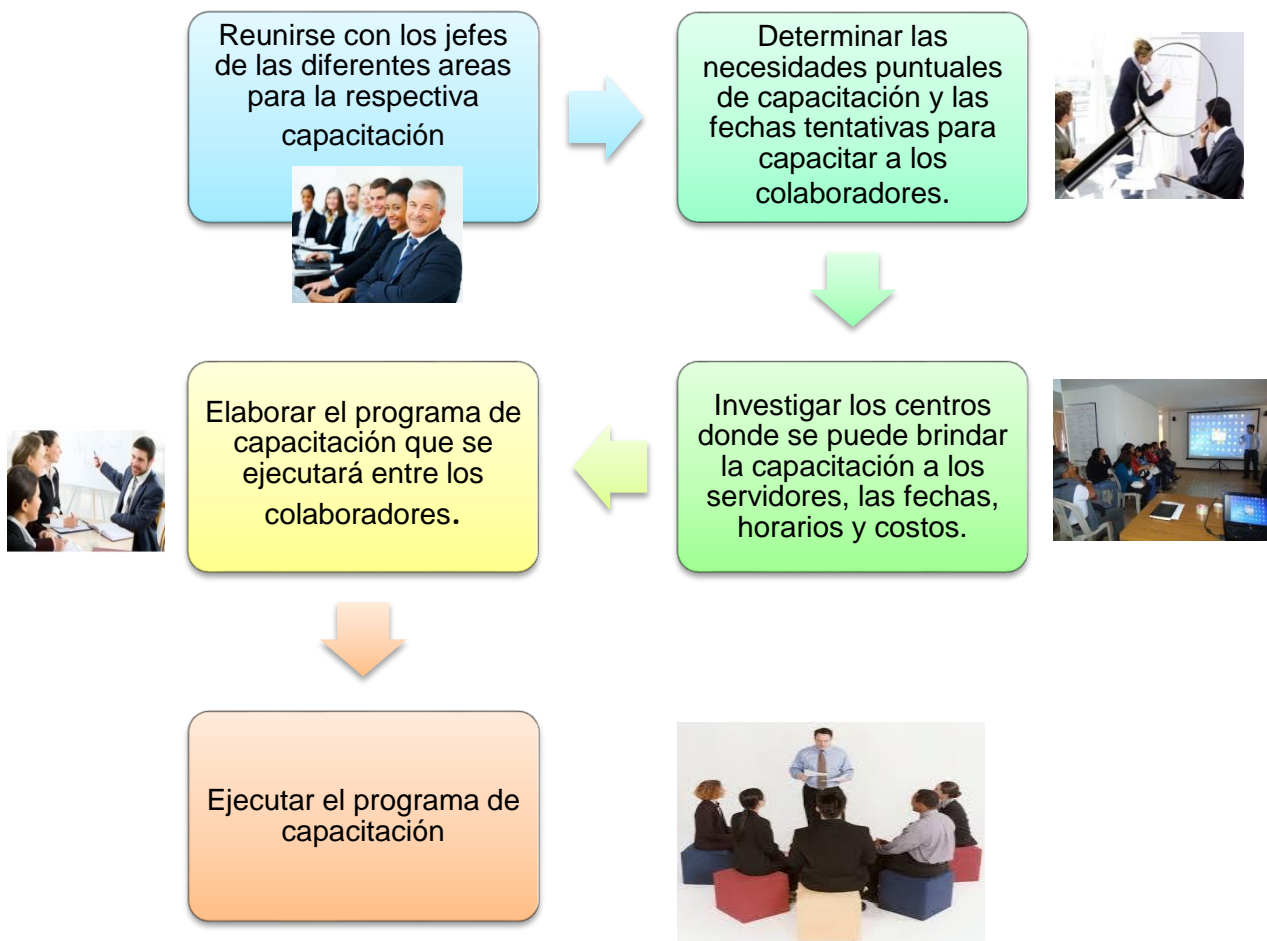 Reunirse con los jefes
de las diferentes areas
para la respectiva
capacitación
Determinar las
necesidades puntuales
de capacitación y las
fechas tentativas para
capacitar a los
colaboradores.
Investigar los centros
donde se puede brindar
la capacitación a los
servidores, las fechas,
horarios y costos.
Elaborar el programa de
capacitación que se
ejecutará entre los
colaboradores.
Ejecutar el programa de
capacitación